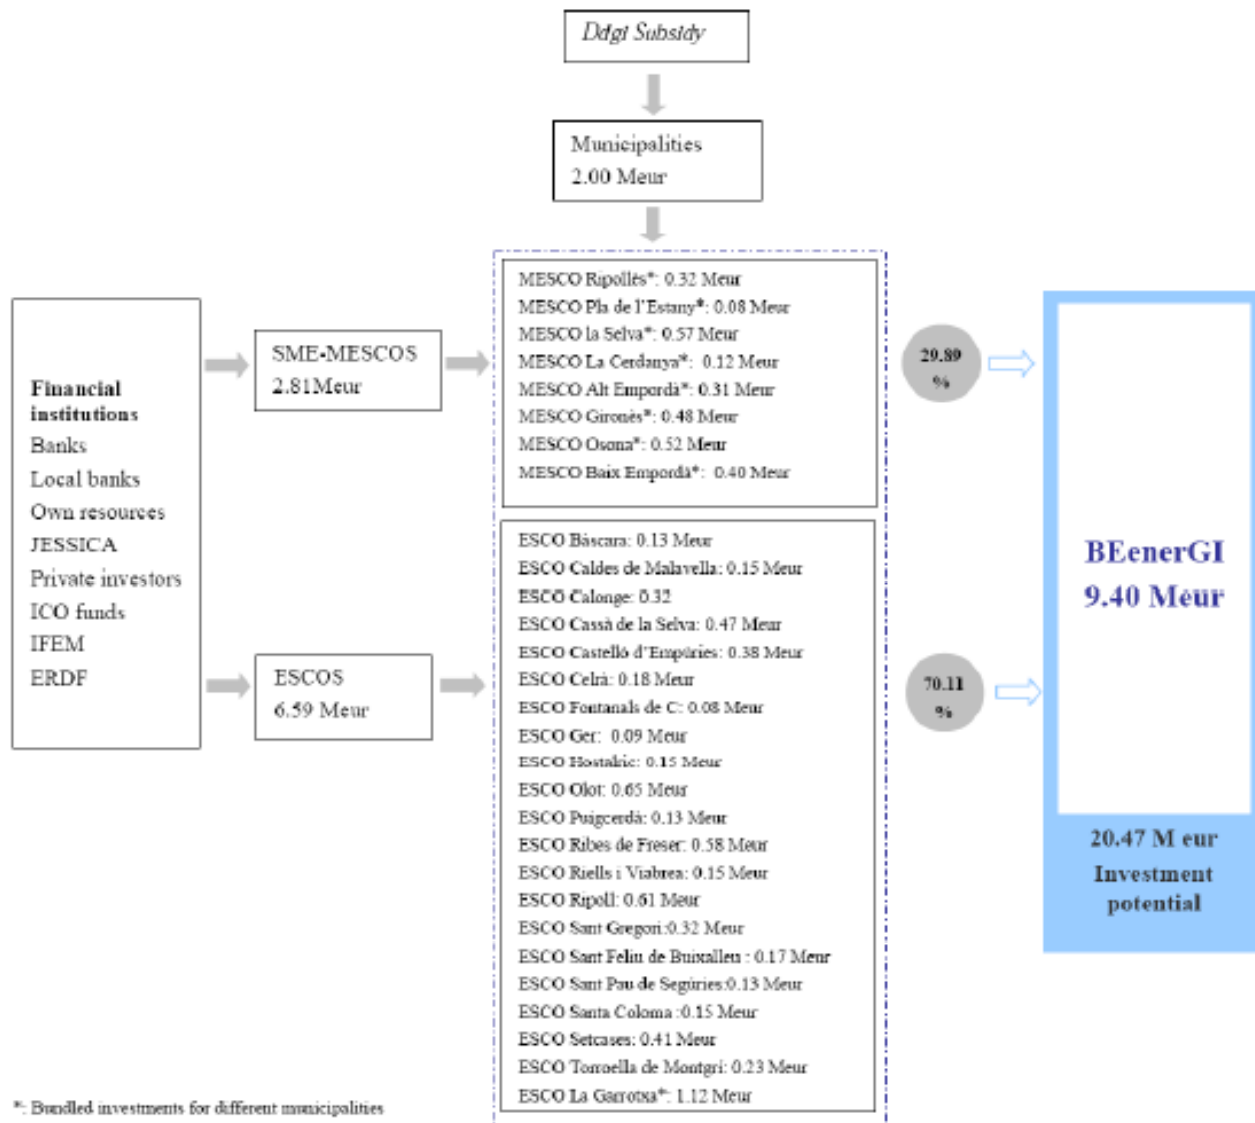 Ddgi Subsidy
Municipalities
2.00 Meur
Financial
institutions
Banks
Local banks
Own resources
JESSICA
Private investors
ICO funds
IFEM
ERDF
SME-MESCOS
2.81Meur
ESCOS
6.59 Meur
MESCO Ripollès*: 0.32 Meur
MESCO Pla de l'Estany*: 0.08 Meur
MESCO la Selva*: 0.57 Meur
MESCO La Cerdanya*: 0.12 Meur
MESCO Alt Empordà*: 0.31 Meur
MESCO Gironès*: 0.48 Meur
MESCO Osona*: 0.52 Meur
MESCO Baix Empordà*: 0.40 Meur
ESCO Bàscara: 0.13 Meur
ESCO Caldes de Malavella: 0.15 Meur
ESCO Calonge: 0.32
ESCO Cassà de la Selva: 0.47 Meur
ESCO Castelló d'Empúries: 0.38 Meur
ESCO Celrà: 0.18 Meur
ESCO Fontanals de C: 0.08 Meur
ESCO Ger: 0.09 Meur
ESCO Hostalric: 0.15 Meur
ESCO Olot: 0.65 Meur
ESCO Puigcerdà: 0.13 Meur
ESCO Ribes de Freser: 0.58 Meur
ESCO Riells i Viabrea: 0.15 Meur
ESCO Ripoll: 0.61 Meur
ESCO Sant Gregori:0.32 Meur
ESCO Sant Feliu de Buixalleu : 0.17 Meur
ESCO Sant Pau de Segúries:0.13 Meur
ESCO Santa Coloma :0.15 Meur
ESCO Setcases: 0.41 Meur
ESCO Torroella de Montgrí: 0.23 Meur
ESCO La Garrotxa*: 1.12 Meur
29.89
%
70.11
%
BEenerGI
9.40 Meur
20.47 M eur
Investment
potential
*: Bundled investments for different municipalities